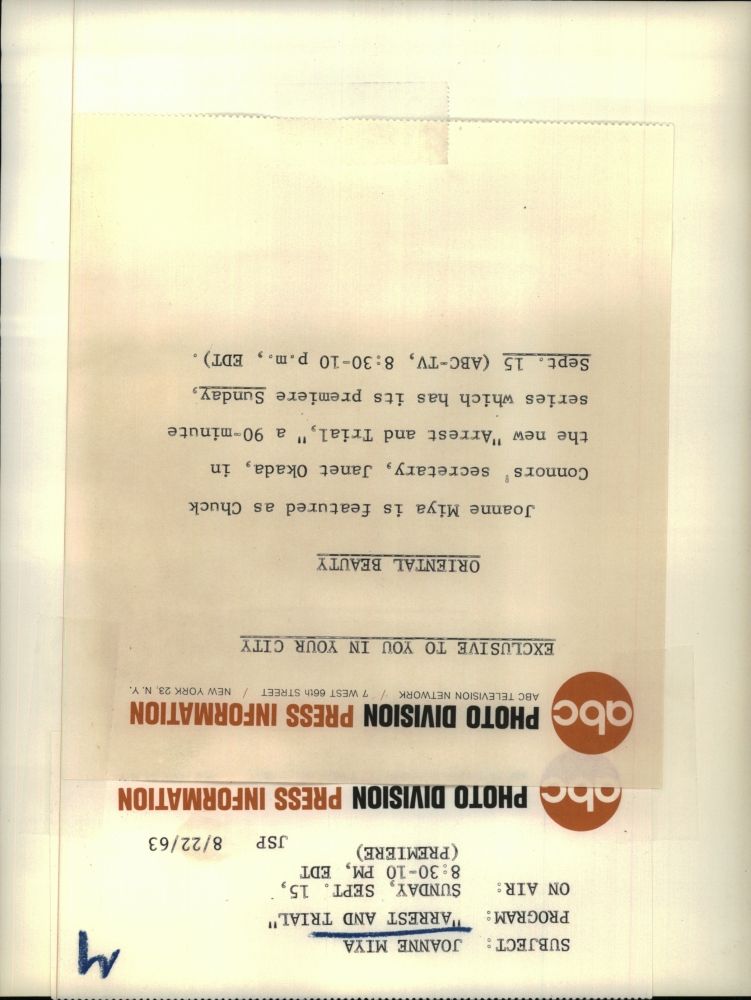 SUBJECT: JOANNE MIYA
PROGRAM: "ARREST AND TRIAL"
ON AIR: SUNDAY, SEPT. 15,
8:30-10 PM, EDT
(PREMIERE) JSP 8/22/63
abc PHOTO DIVISION PRESS INFORMATION
abc PHOTO DIVISION PRESS INFORMATION
ABC TELEVISION NETWORK / 7 WEST 66th STREET / NEW YORK 23, N. Y.
EXCLUSIVE TO YOU IN YOUR CITY
ORIENTAL BEAUTY
Joanne Miya is featured as Chuck
Connors' secretary, Janet Okada, in
the new "Arrest and Trial," a 90-minute
series which has its premiere Sunday,
Sept. 15 (ABC-TV, 8:30-10 p.m., EDT).